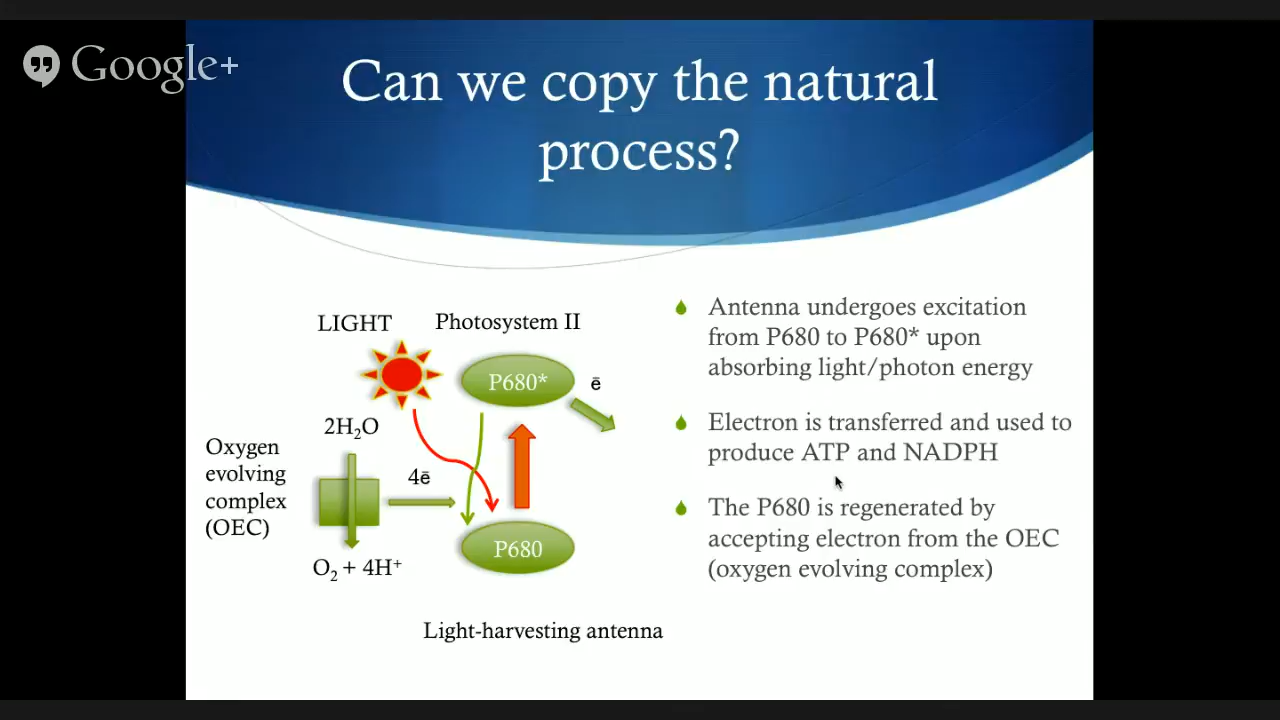 Google+
Can we copy the natural
process?
LIGHT
Photosystem II
P680*
ē
2H₂O
Oxygen
evolving
complex
(OEC)
4ē
P680
O₂ + 4H⁺
Light-harvesting antenna
Antenna undergoes excitation
from P680 to P680* upon
absorbing light/photon energy
Electron is transferred and used to
produce ATP and NADPH
The P680 is regenerated by
accepting electron from the OEC
(oxygen evolving complex)